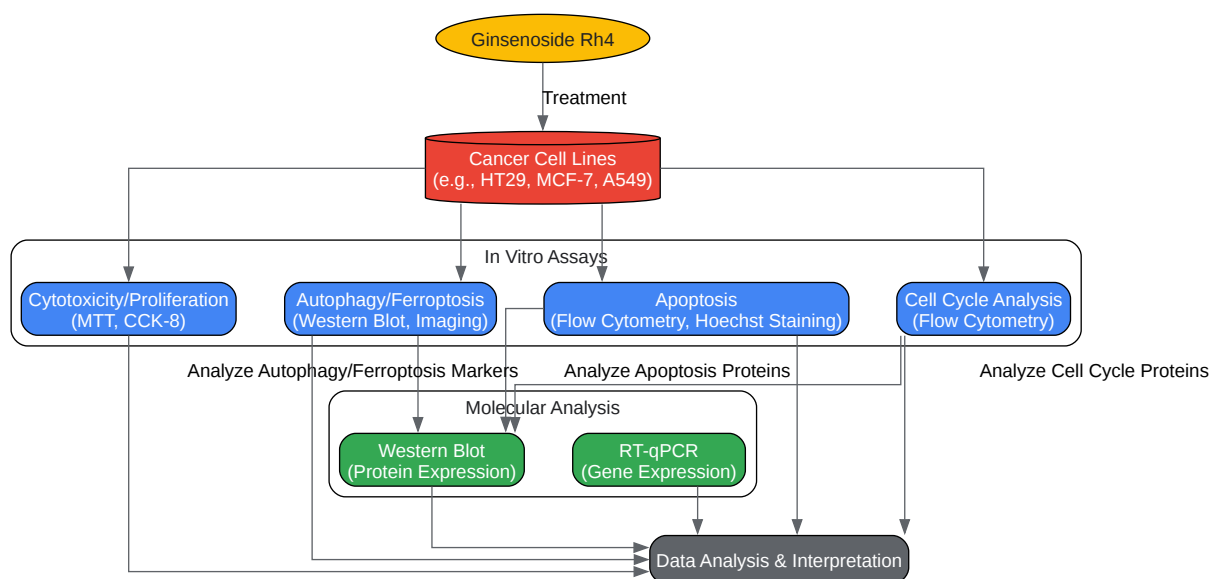 Ginsenoside Rh4
Treatment
Cancer Cell Lines
(e.g., HT29, MCF-7, A549)
In Vitro Assays
Cytotoxicity/Proliferation
(MTT, CCK-8)
Autophagy/Ferroptosis
(Western Blot, Imaging)
Apoptosis
(Flow Cytometry, Hoechst Staining)
Cell Cycle Analysis
(Flow Cytometry)
Analyze Autophagy/Ferroptosis Markers
Analyze Apoptosis Proteins
Analyze Cell Cycle Proteins
Molecular Analysis
Western Blot
(Protein Expression)
RT-qPCR
(Gene Expression)
Data Analysis & Interpretation